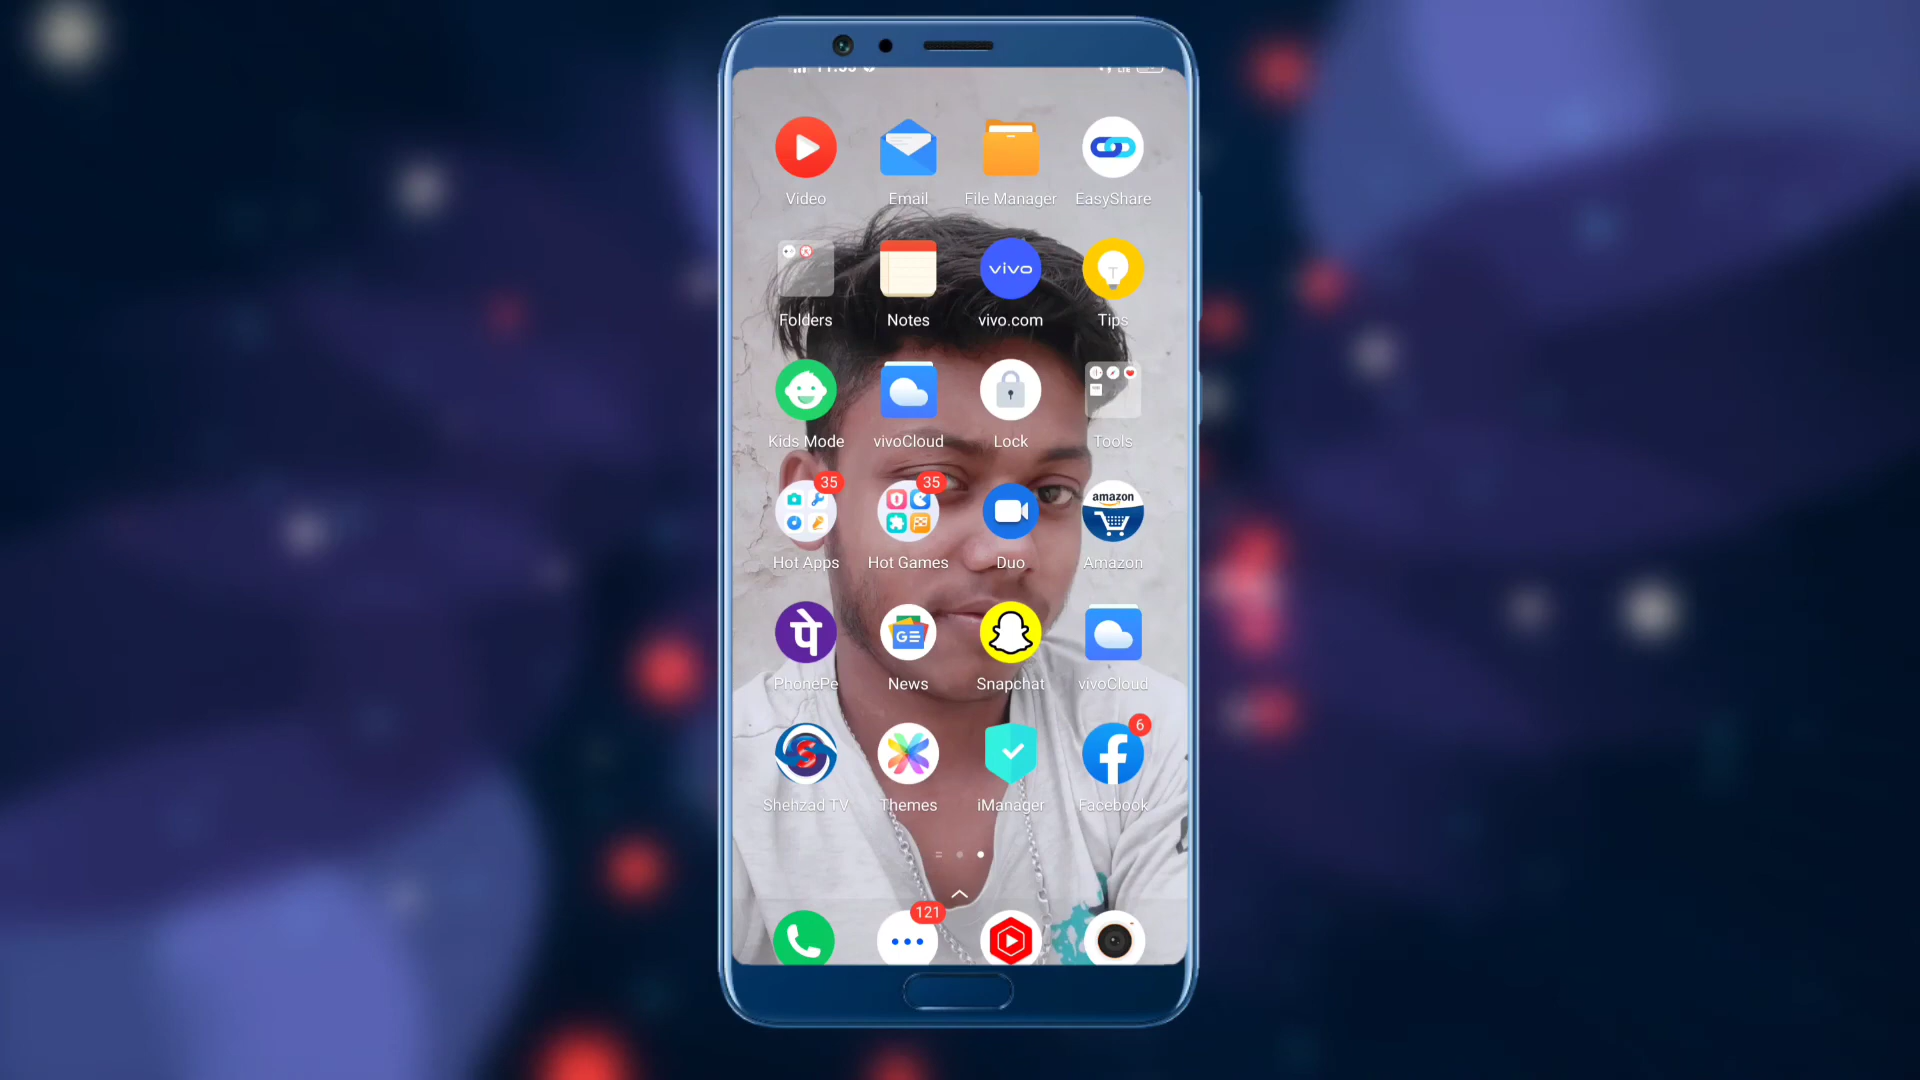 Video Email File Manager EasyShare
vivo T
Folders Notes vivo.com Tips
Kids Mode vivoCloud Lock Tools
35 35 amazon
Hot Apps Hot Games Duo Amazon
पे GE
PhonePe News Snapchat vivoCloud
S 6
Shehzad TV Themes iManager Facebook
121